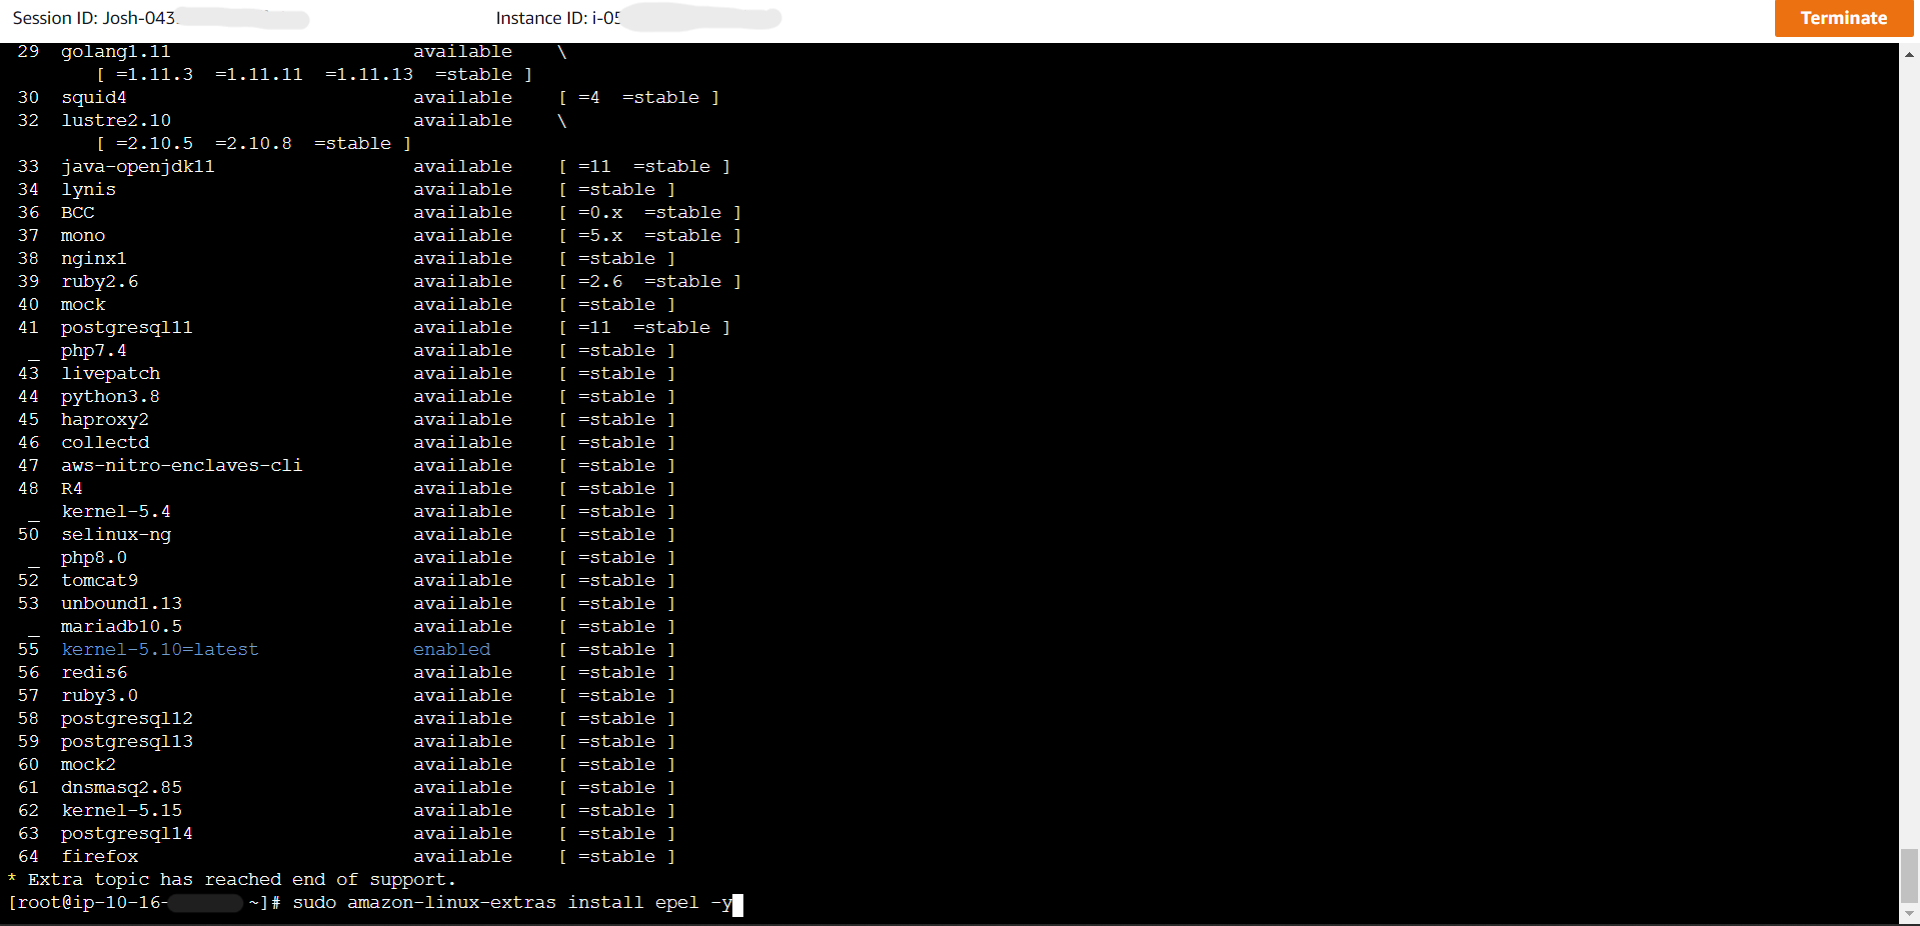 Session ID: Josh-043 Instance ID: i-05 Terminate
29 golang1.11 available \
[ =1.11.3 =1.11.11 =1.11.13 =stable ]
30 squid4 available [ =4 =stable ]
32 lustre2.10 available \
[ =2.10.5 =2.10.8 =stable ]
33 java-openjdk11 available [ =11 =stable ]
34 lynis available [ =stable ]
36 BCC available [ =0.x =stable ]
37 mono available [ =5.x =stable ]
38 nginx1 available [ =stable ]
39 ruby2.6 available [ =2.6 =stable ]
40 mock available [ =stable ]
41 postgresql11 available [ =11 =stable ]
_ php7.4 available [ =stable ]
43 livepatch available [ =stable ]
44 python3.8 available [ =stable ]
45 haproxy2 available [ =stable ]
46 collectd available [ =stable ]
47 aws-nitro-enclaves-cli available [ =stable ]
48 R4 available [ =stable ]
_ kernel-5.4 available [ =stable ]
50 selinux-ng available [ =stable ]
_ php8.0 available [ =stable ]
52 tomcat9 available [ =stable ]
53 unbound1.13 available [ =stable ]
_ mariadb10.5 available [ =stable ]
55 kernel-5.10=latest enabled [ =stable ]
56 redis6 available [ =stable ]
57 ruby3.0 available [ =stable ]
58 postgresql12 available [ =stable ]
59 postgresql13 available [ =stable ]
60 mock2 available [ =stable ]
61 dnsmasq2.85 available [ =stable ]
62 kernel-5.15 available [ =stable ]
63 postgresql14 available [ =stable ]
64 firefox available [ =stable ]
* Extra topic has reached end of support.
[root@ip-10-16- ~]# sudo amazon-linux-extras install epel -y